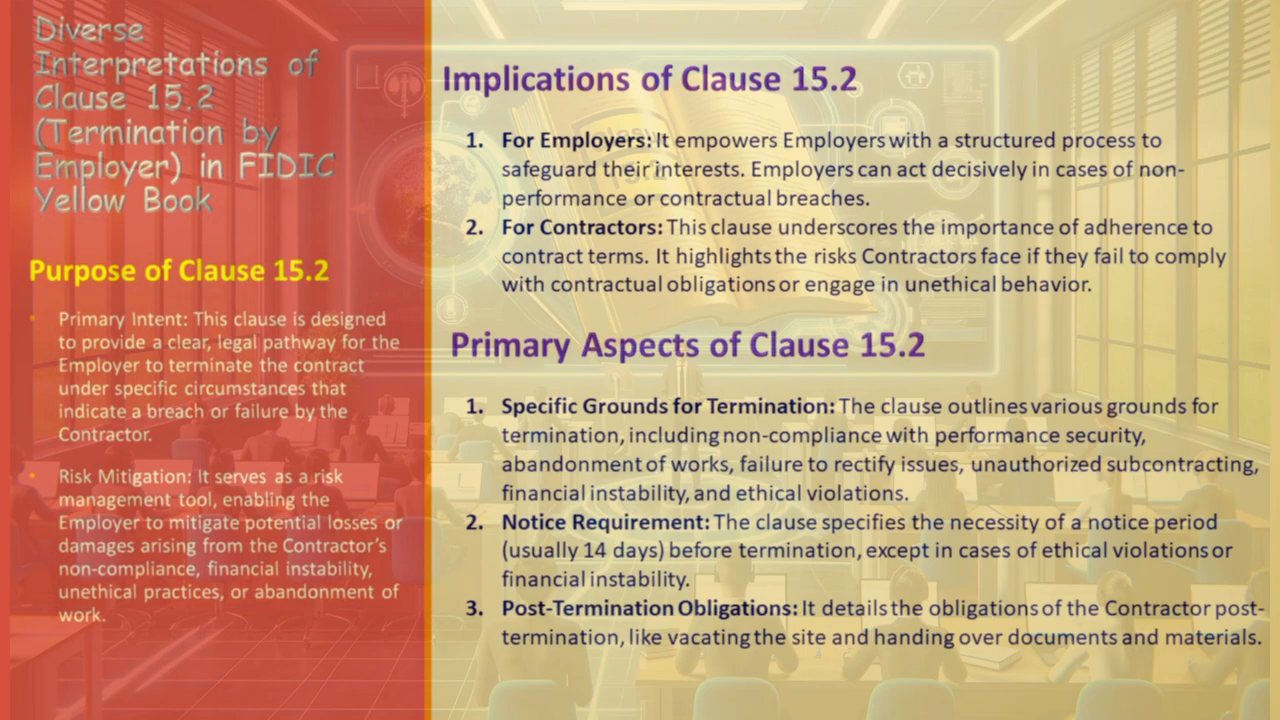 Diverse
Interpretations of
Clause 15.2
(Termination by
Employer) in FIDIC
Yellow Book
Purpose of Clause 15.2
• Primary Intent: This clause is designed
to provide a clear, legal pathway for the
Employer to terminate the contract
under specific circumstances that
indicate a breach or failure by the
Contractor.
• Risk Mitigation: It serves as a risk
management tool, enabling the
Employer to mitigate potential losses or
damages arising from the Contractor's
non-compliance, financial instability,
unethical practices, or abandonment of
work.
Implications of Clause 15.2
1. For Employers: It empowers Employers with a structured process to
safeguard their interests. Employers can act decisively in cases of non-
performance or contractual breaches.
2. For Contractors: This clause underscores the importance of adherence to
contract terms. It highlights the risks Contractors face if they fail to comply
with contractual obligations or engage in unethical behavior.
Primary Aspects of Clause 15.2
1. Specific Grounds for Termination: The clause outlines various grounds for
termination, including non-compliance with performance security,
abandonment of works, failure to rectify issues, unauthorized subcontracting,
financial instability, and ethical violations.
2. Notice Requirement: The clause specifies the necessity of a notice period
(usually 14 days) before termination, except in cases of ethical violations or
financial instability.
3. Post-Termination Obligations: It details the obligations of the Contractor post-
termination, like vacating the site and handing over documents and materials.